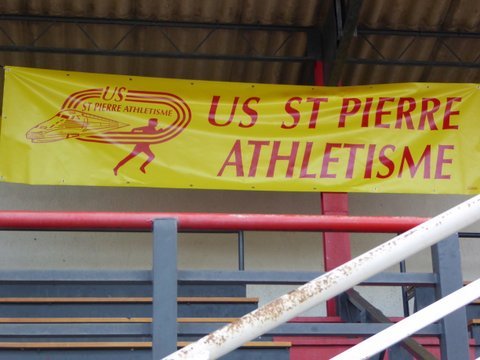 US
ST PIERRE ATHLETISME
US ST PIERRE
ATHLETISME